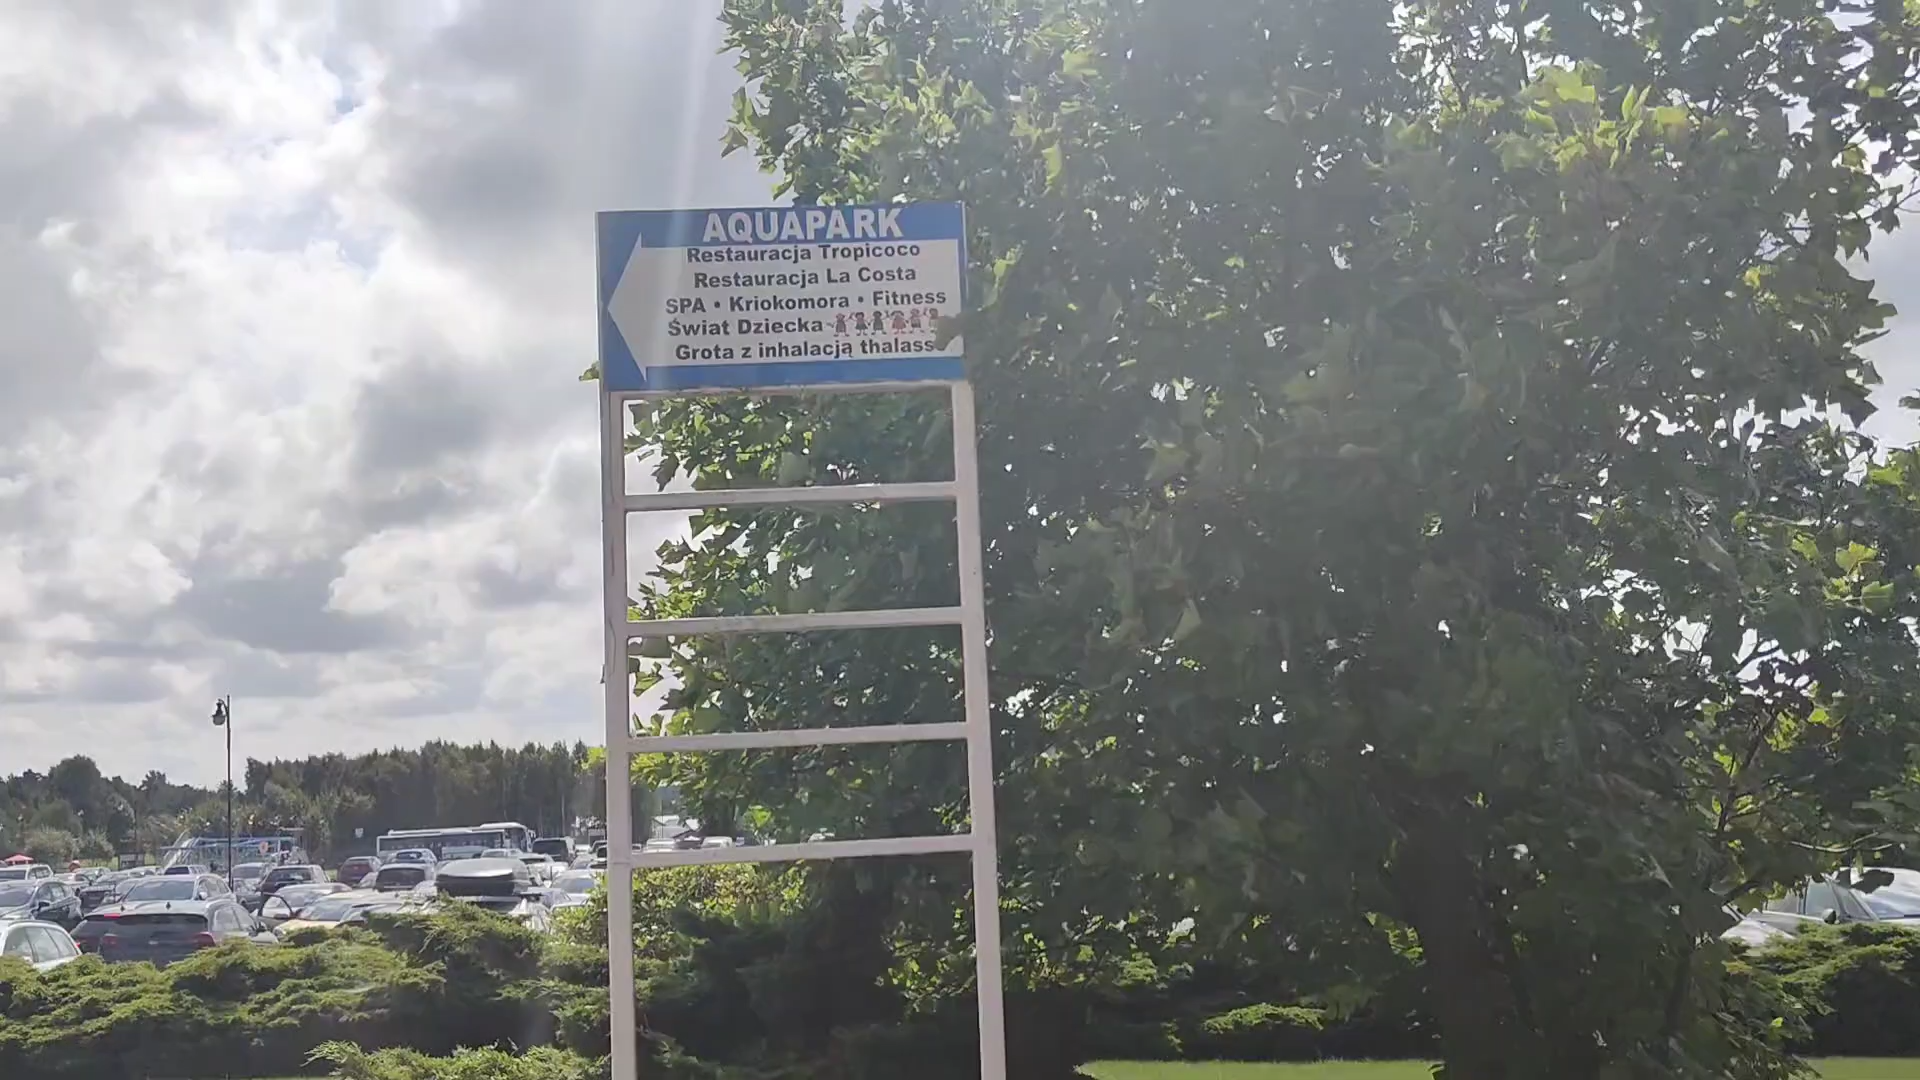 AQUAPARK
Restauracja Tropicoco
Restauracja La Costa
SPA • Kriokomora • Fitness
Świat Dziecka
Grota z inhalacją